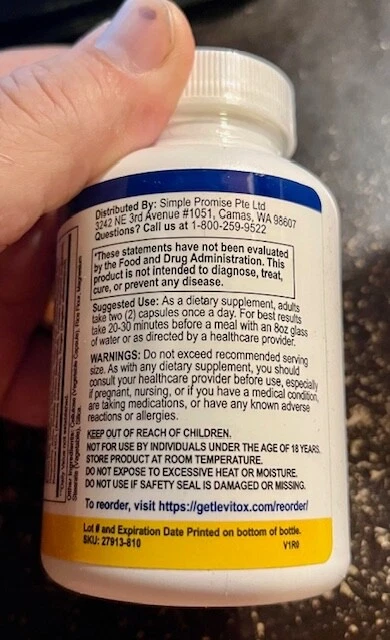 Distributed By: Simple Promise Pte Ltd
3242 NE 3rd Avenue #1051, Camas, WA 98607
Questions? Call us at 1-800-259-9522
*These statements have not been evaluated
by the Food and Drug Administration. This
product is not intended to diagnose, treat,
cure, or prevent any disease.
Suggested Use: As a dietary supplement, adults
take two (2) capsules once a day. For best results
take 20-30 minutes before a meal with an 8oz glass
of water or as directed by a healthcare provider.
WARNINGS: Do not exceed recommended serving
size. As with any dietary supplement, you should
consult your healthcare provider before use, especially
if pregnant, nursing, or if you have a medical condition,
are taking medications, or have any known adverse
reactions or allergies.
KEEP OUT OF REACH OF CHILDREN.
NOT FOR USE BY INDIVIDUALS UNDER THE AGE OF 18 YEARS.
STORE PRODUCT AT ROOM TEMPERATURE.
DO NOT EXPOSE TO EXCESSIVE HEAT OR MOISTURE.
DO NOT USE IF SAFETY SEAL IS DAMAGED OR MISSING.
To reorder, visit https://getlevitox.com/reorder/
Lot # and Expiration Date Printed on bottom of bottle.
SKU: 27913-810
V1R0
(Vegetable Capsule), Rice Flour, Magnesium
Stearate (Vegetable), Silica.